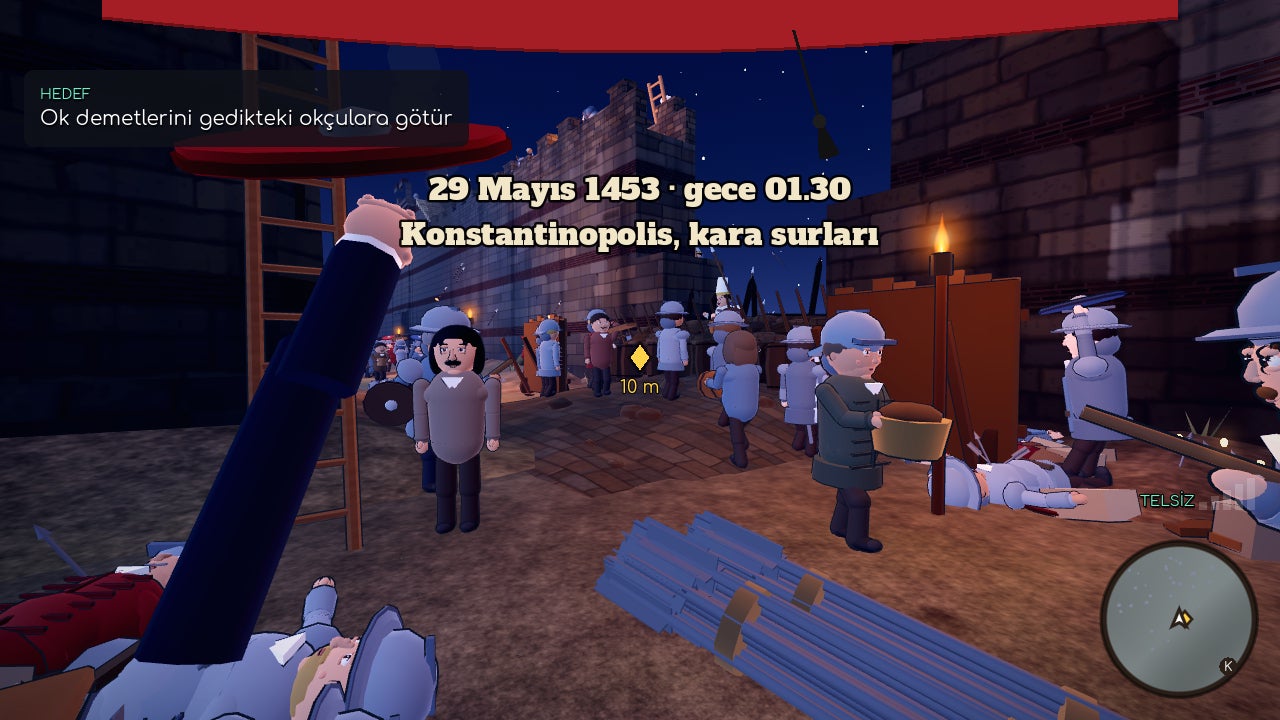 HEDEF
Ok demetlerini gedikteki okçulara götür
29 Mayıs 1453 · gece 01.30
Konstantinopolis, kara surları
10 m
TELSİZ
K